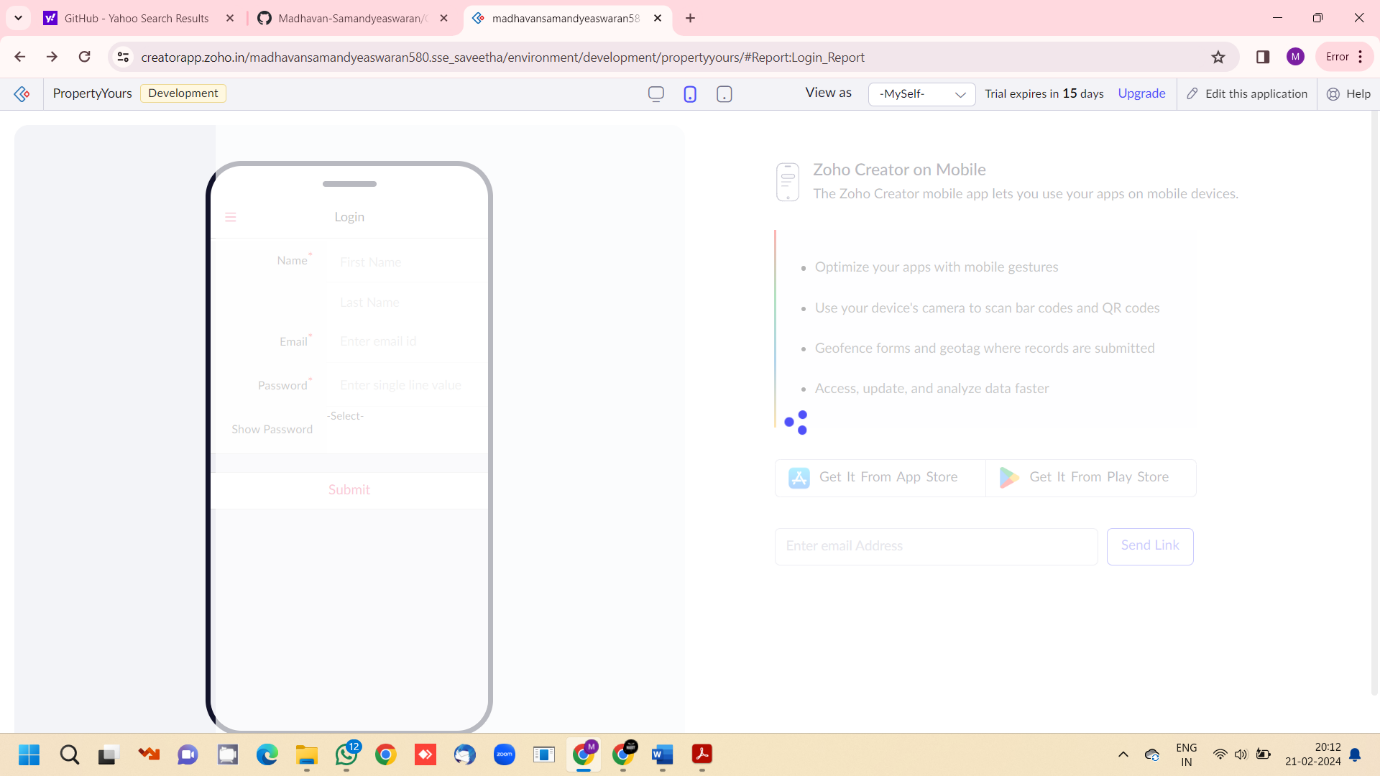 GitHub - Yahoo Search Results
Madhavan-Samandyeaswaran/
madhavansamandyeaswaran58
creatorapp.zoho.in/madhavansamandyeaswaran580.sse_saveetha/environment/development/propertyyours/#Report:Login_Report
M
Error
PropertyYours
Development
View as
-MySelf-
Trial expires in 15 days
Upgrade
Edit this application
Help
Login
Name*
First Name
Last Name
Email*
Enter email id
Password*
Enter single line value
Show Password
-Select-
Submit
Zoho Creator on Mobile
The Zoho Creator mobile app lets you use your apps on mobile devices.
Optimize your apps with mobile gestures
Use your device's camera to scan bar codes and QR codes
Geofence forms and geotag where records are submitted
Access, update, and analyze data faster
Get It From App Store
Get It From Play Store
Enter email Address
Send Link
12
zoom
M
W
ENG
IN
20:12
21-02-2024